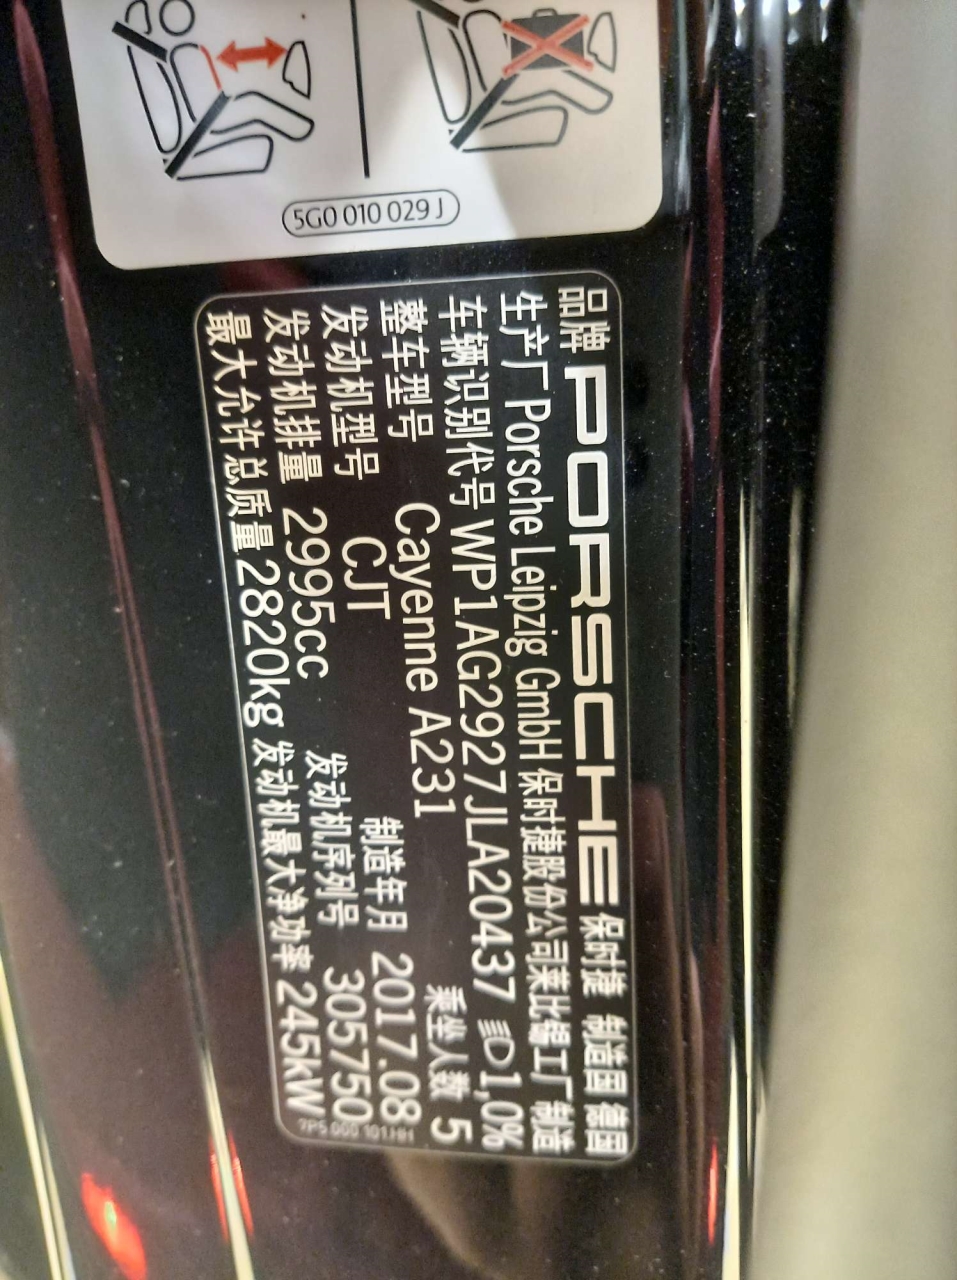 5G0 010 029 J
品牌 PORSCHE 保时捷 制造国 德国
生产厂 Porsche Leipzig GmbH 保时捷股份公司莱比锡工厂 制造
车辆识别代号 WP1AG2927JLA20437 1,0%
整车型号 Cayenne A231 乘坐人数 5
发动机型号 CJT 制造年月 2017.08
发动机排量 2995cc 发动机序列号 305750
最大允许总质量 2820kg 发动机最大净功率 245kW